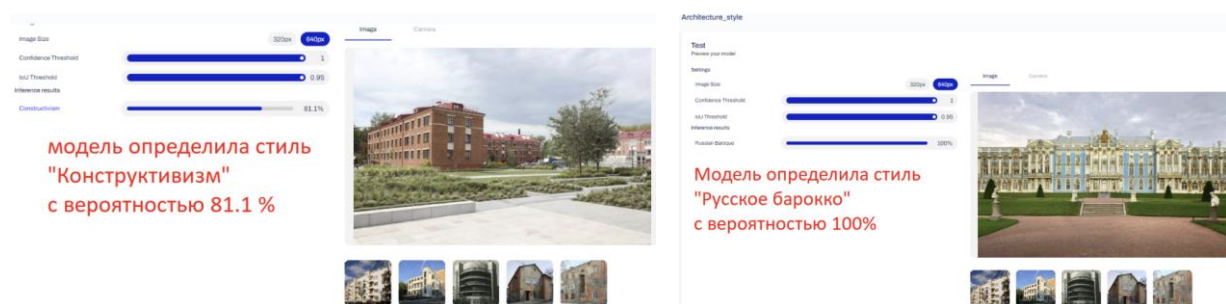 Image Size
320px 640px
Confidence Threshold
1
IoU Threshold
0.95
Inference results
Constructivism
81.1%
модель определила стиль
"Конструктивизм"
с вероятностью 81.1 %
Image Camera
Architecture_style
Test
Preview your model
Settings
Image Size
320px 640px
Confidence Threshold
1
IoU Threshold
0.95
Inference results
Russian Baroque
100%
Модель определила стиль
"Русское барокко"
с вероятностью 100%
Image Camera